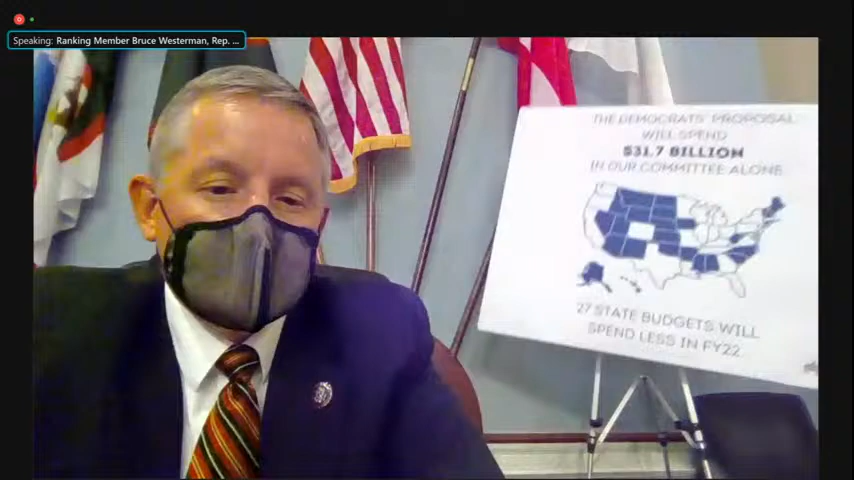 Speaking: Ranking Member Bruce Westerman, Rep. ...
THE DEMOCRATS' PROPOSAL
WILL SPEND
$31.7 BILLION
IN OUR COMMITTEE ALONE
27 STATE BUDGETS WILL
SPEND LESS IN FY22